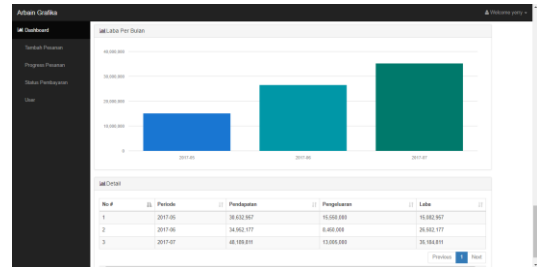 Arbain Grafika
Welcome
Dashboard
Tambah Pesanan
Progress Pesanan
Status Pembayaran
User
Laba Per Bulan
40,000,000
30,000,000
20,000,000
10,000,000
0
2017-05 2017-06 2017-07
Detail
No # Periode Pendapatan Pengeluaran Laba
1 2017-05 30,632,957 15,550,000 15,082,957
2 2017-06 34,952,177 8,400,000 26,552,177
3 2017-07 48,189,811 13,005,000 35,184,811
Previous 1 Next